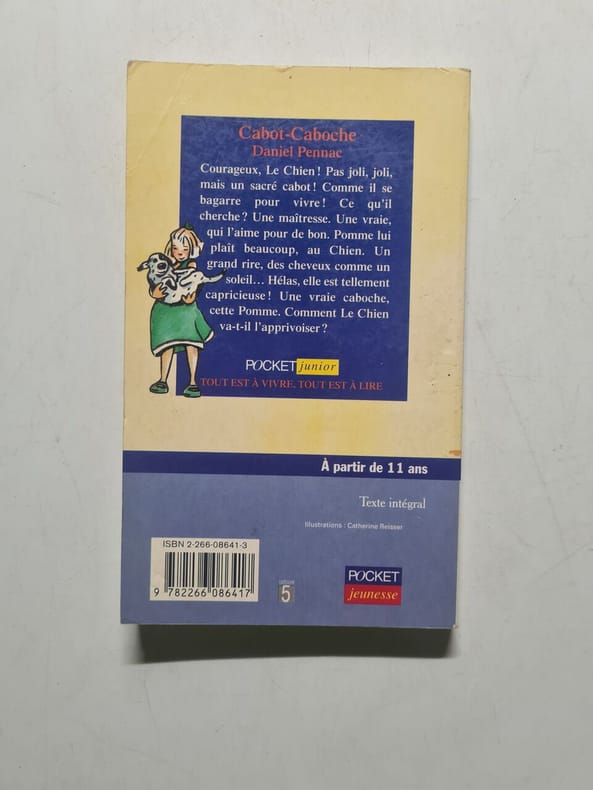 Cabot-Caboche
Daniel Pennac
Courageux, Le Chien ! Pas joli, joli,
mais un sacré cabot ! Comme il se
bagarre pour vivre ! Ce qu'il
cherche ? Une maîtresse. Une vraie,
qui l'aime pour de bon. Pomme lui
plaît beaucoup, au Chien. Un
grand rire, des cheveux comme un
soleil… Hélas, elle est tellement
capricieuse ! Une vraie caboche,
cette Pomme. Comment Le Chien
va-t-il l'apprivoiser ?
POCKET junior
TOUT EST À VIVRE, TOUT EST À LIRE
À partir de 11 ans
Texte intégral
Illustrations : Catherine Reisser
ISBN 2-266-08641-3
9 782266 086417
5
POCKET
jeunesse